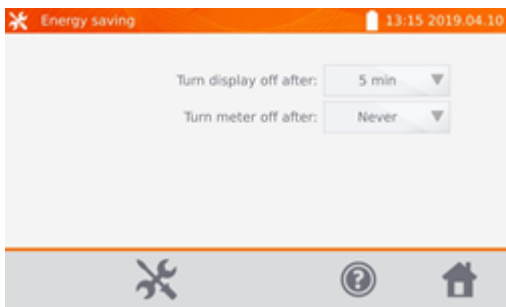 Energy saving 13:15 2019.04.10
Turn display off after: 5 min
Turn meter off after: Never
?